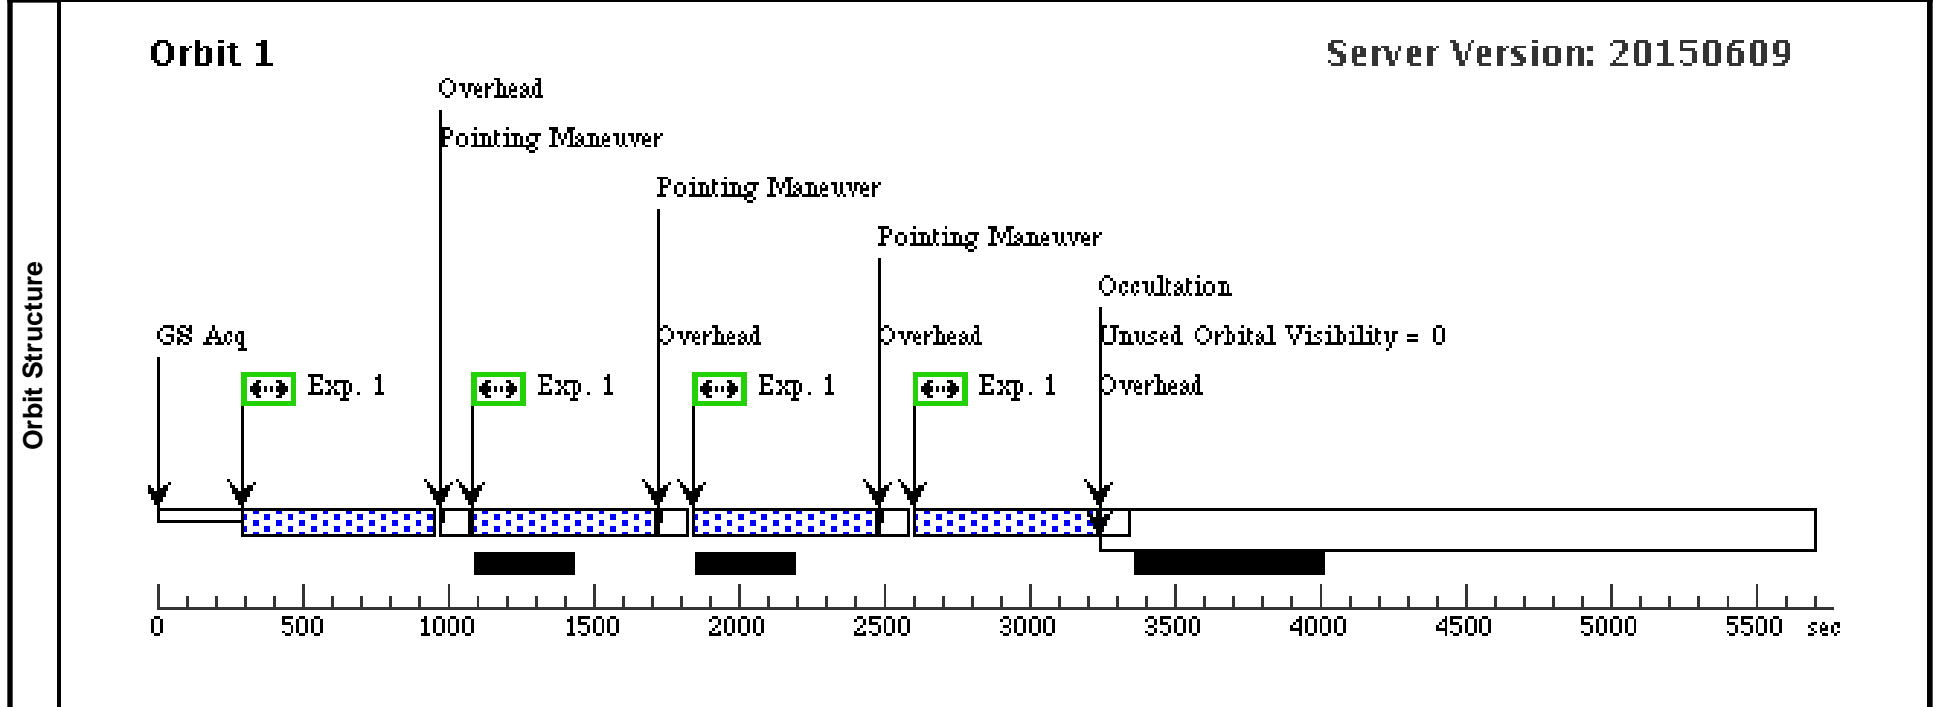 Orbit 1
Server Version: 20150609
Overhead
Pointing Maneuver
Pointing Maneuver
Pointing Maneuver
Occultation
GS Acq
Overhead
Overhead
Unused Orbital Visibility = 0
Exp. 1
Exp. 1
Exp. 1
Exp. 1
Overhead
Orbit Structure
0 500 1000 1500 2000 2500 3000 3500 4000 4500 5000 5500 sec